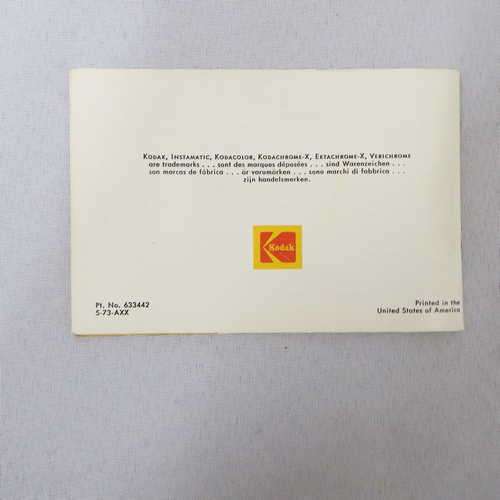 KODAK, INSTAMATIC, KODACOLOR, KODACHROME-X, EKTACHROME-X, VERICHROME
are trademarks . . . sont des marques déposées . . . sind Warenzeichen . . .
son marcas de fábrica . . . är varumärken . . . sono marchi di fabbrica . . .
zijn handelsmerken.
Kodak
Pt. No. 633442
5-73-AXX
Printed in the
United States of America